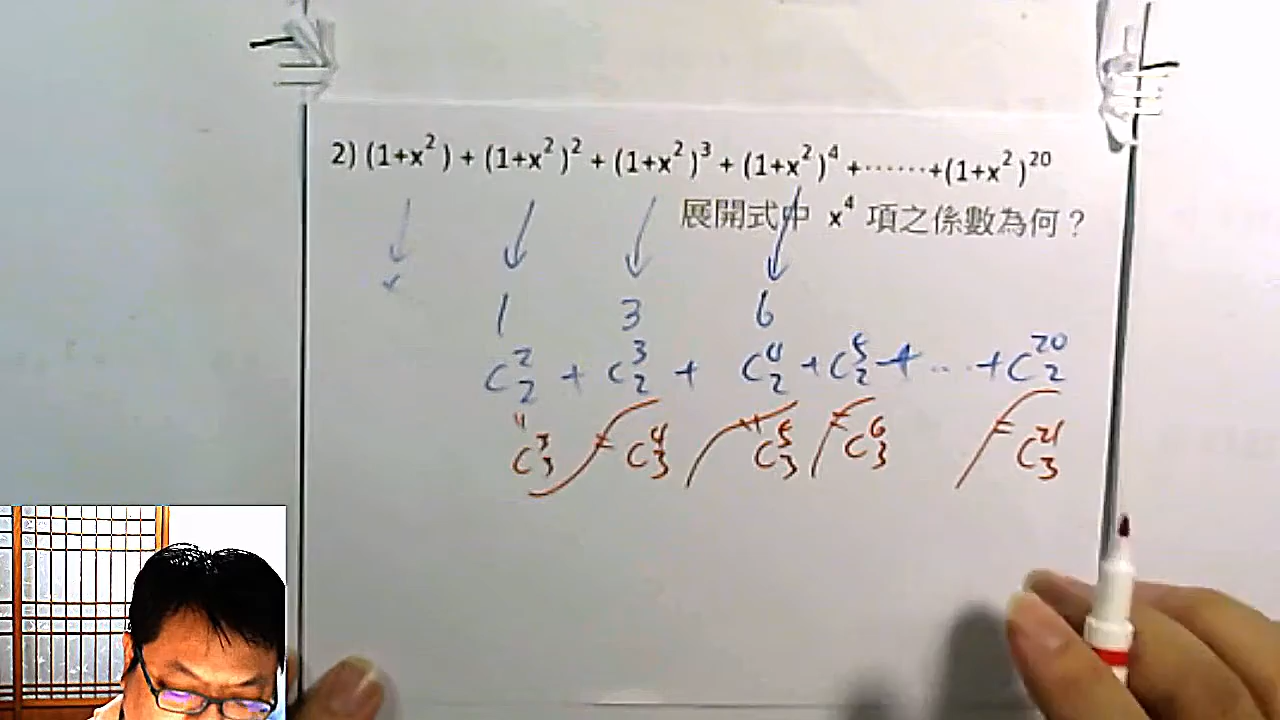 2) (1+x²) + (1+x²)² + (1+x²)³ + (1+x²)⁴ +⋯⋯+(1+x²)²⁰
展開式中 x⁴ 項之係數為何？
1 3 6
C²₂ + C³₂ + C⁴₂ + C⁵₂ + … + C²⁰₂
C³₃ = C⁴₃ = C⁵₃ = C⁶₃ = C²¹₃